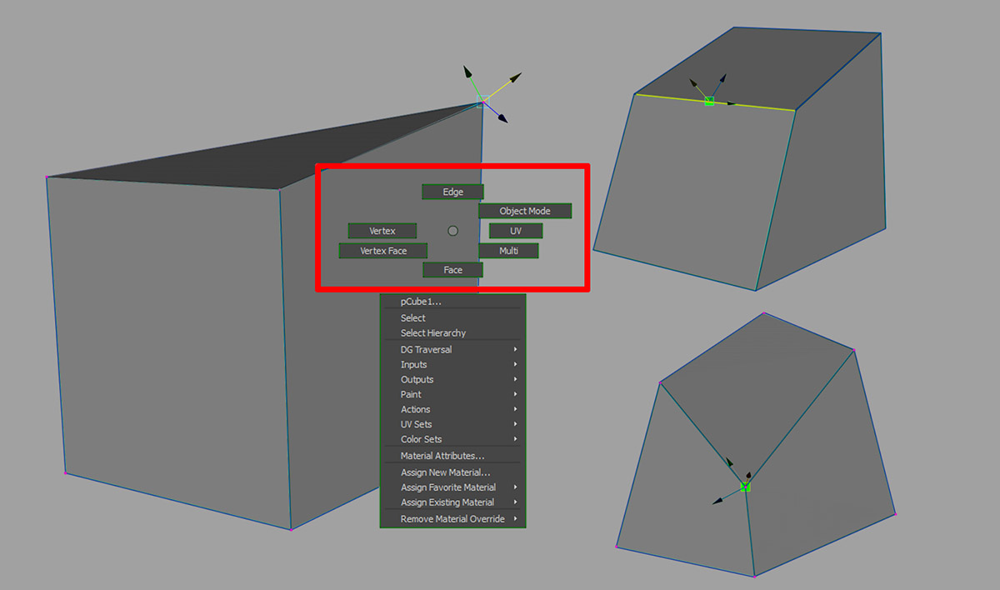 Edge
Object Mode
Vertex
UV
Vertex Face
Multi
Face
pCube1...
Select
Select Hierarchy
DG Traversal
Inputs
Outputs
Paint
Actions
UV Sets
Color Sets
Material Attributes...
Assign New Material...
Assign Favorite Material
Assign Existing Material
Remove Material Override